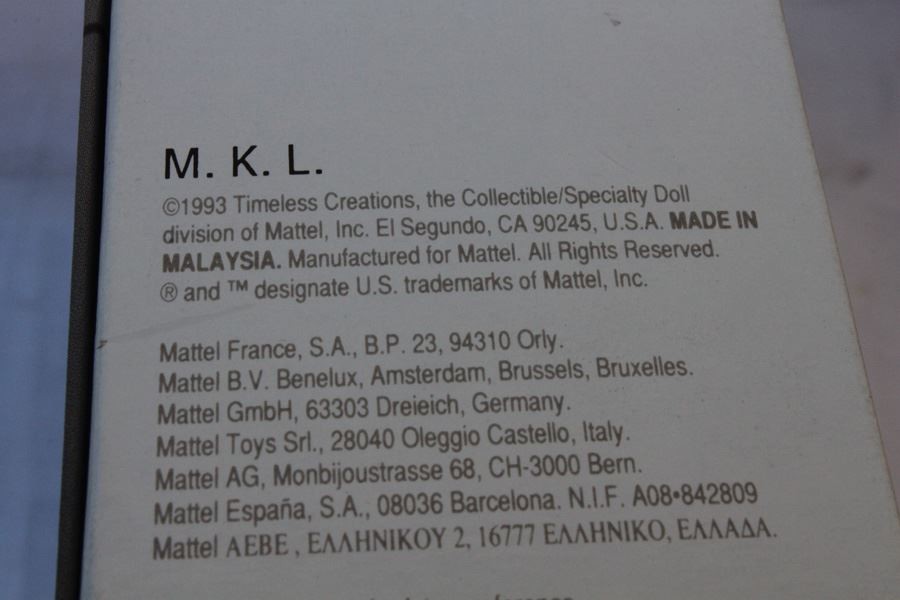 M. K. L.
©1993 Timeless Creations, the Collectible/Specialty Doll
division of Mattel, Inc. El Segundo, CA 90245, U.S.A. MADE IN
MALAYSIA. Manufactured for Mattel. All Rights Reserved.
® and ™ designate U.S. trademarks of Mattel, Inc.
Mattel France, S.A., B.P. 23, 94310 Orly.
Mattel B.V. Benelux, Amsterdam, Brussels, Bruxelles.
Mattel GmbH, 63303 Dreieich, Germany.
Mattel Toys Srl., 28040 Oleggio Castello, Italy.
Mattel AG, Monbijoustrasse 68, CH-3000 Bern.
Mattel España, S.A., 08036 Barcelona. N.I.F. A08•842809
Mattel ΑΕΒΕ , ΕΛΛΗΝΙΚΟΥ 2, 16777 ΕΛΛΗΝΙΚΟ, ΕΛΛΑΔΑ.